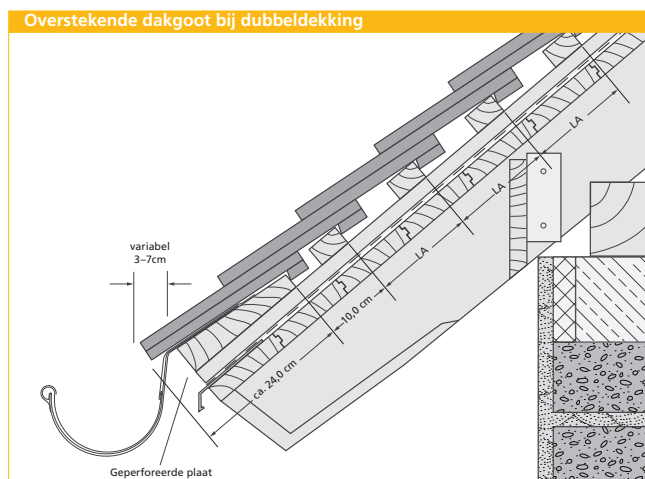 Overstekende dakgoot bij dubbeldekking
LA
LA
LA
variabel
3–7cm
10,0 cm
ca. 24,0 cm
Geperforeerde plaat